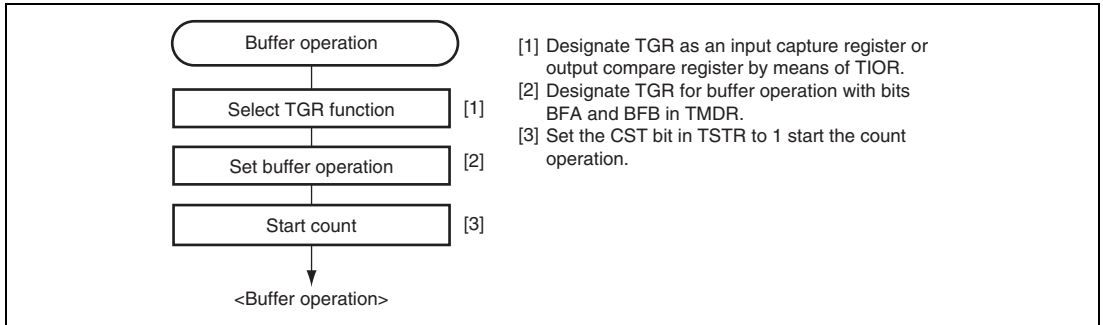 Buffer operation
Select TGR function
[1]
Set buffer operation
[2]
Start count
[3]
<Buffer operation>
[1] Designate TGR as an input capture register or
output compare register by means of TIOR.
[2] Designate TGR for buffer operation with bits
BFA and BFB in TMDR.
[3] Set the CST bit in TSTR to 1 start the count
operation.